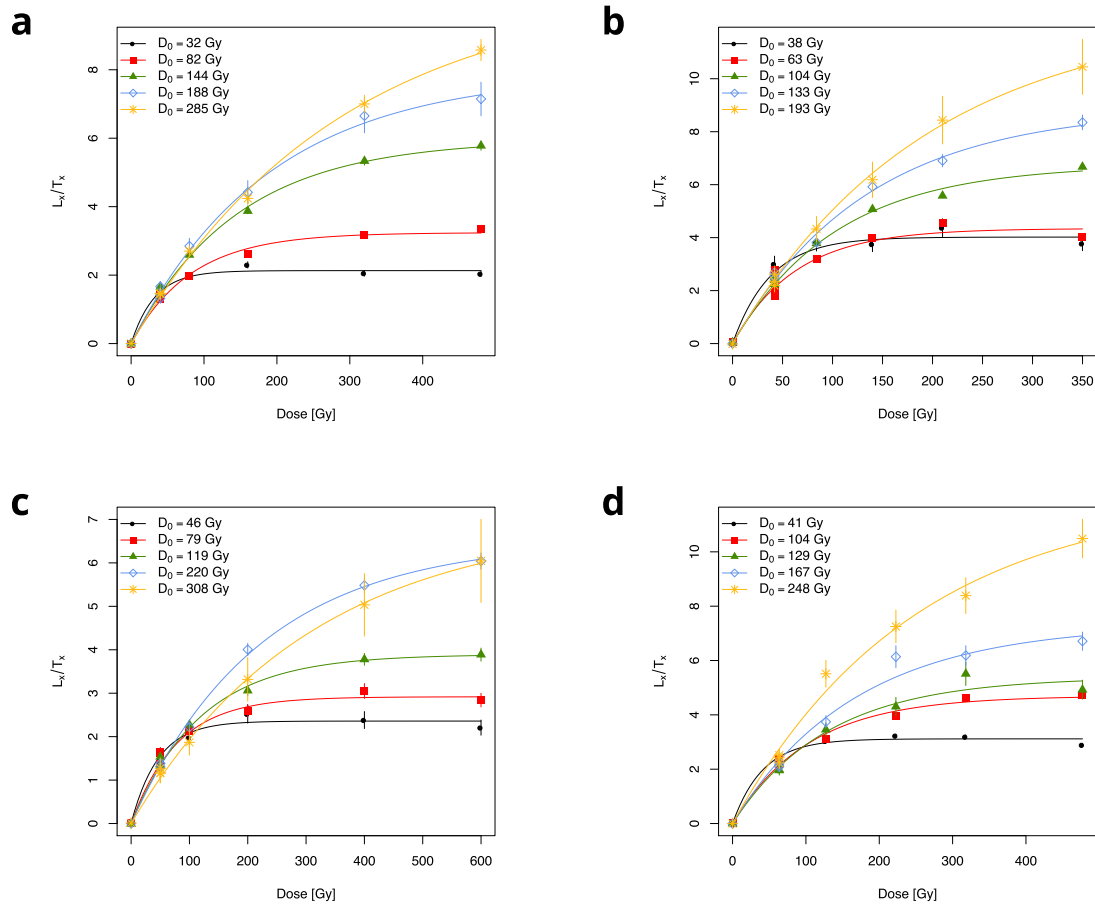 a
D₀ = 32 Gy
D₀ = 82 Gy
D₀ = 144 Gy
D₀ = 188 Gy
D₀ = 285 Gy
8
6
4
2
0
Lₓ/Tₓ
0 100 200 300 400
Dose [Gy]
b
D₀ = 38 Gy
D₀ = 63 Gy
D₀ = 104 Gy
D₀ = 133 Gy
D₀ = 193 Gy
10
8
6
4
2
0
Lₓ/Tₓ
0 50 100 150 200 250 300 350
Dose [Gy]
c
D₀ = 46 Gy
D₀ = 79 Gy
D₀ = 119 Gy
D₀ = 220 Gy
D₀ = 308 Gy
7
6
5
4
3
2
1
0
Lₓ/Tₓ
0 100 200 300 400 500 600
Dose [Gy]
d
D₀ = 41 Gy
D₀ = 104 Gy
D₀ = 129 Gy
D₀ = 167 Gy
D₀ = 248 Gy
10
8
6
4
2
0
Lₓ/Tₓ
0 100 200 300 400
Dose [Gy]